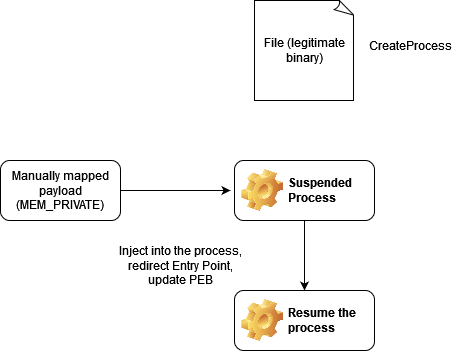 File (legitimate
binary)
CreateProcess
Manually mapped
payload
(MEM_PRIVATE)
Suspended
Process
Inject into the process,
redirect Entry Point,
update PEB
Resume the
process